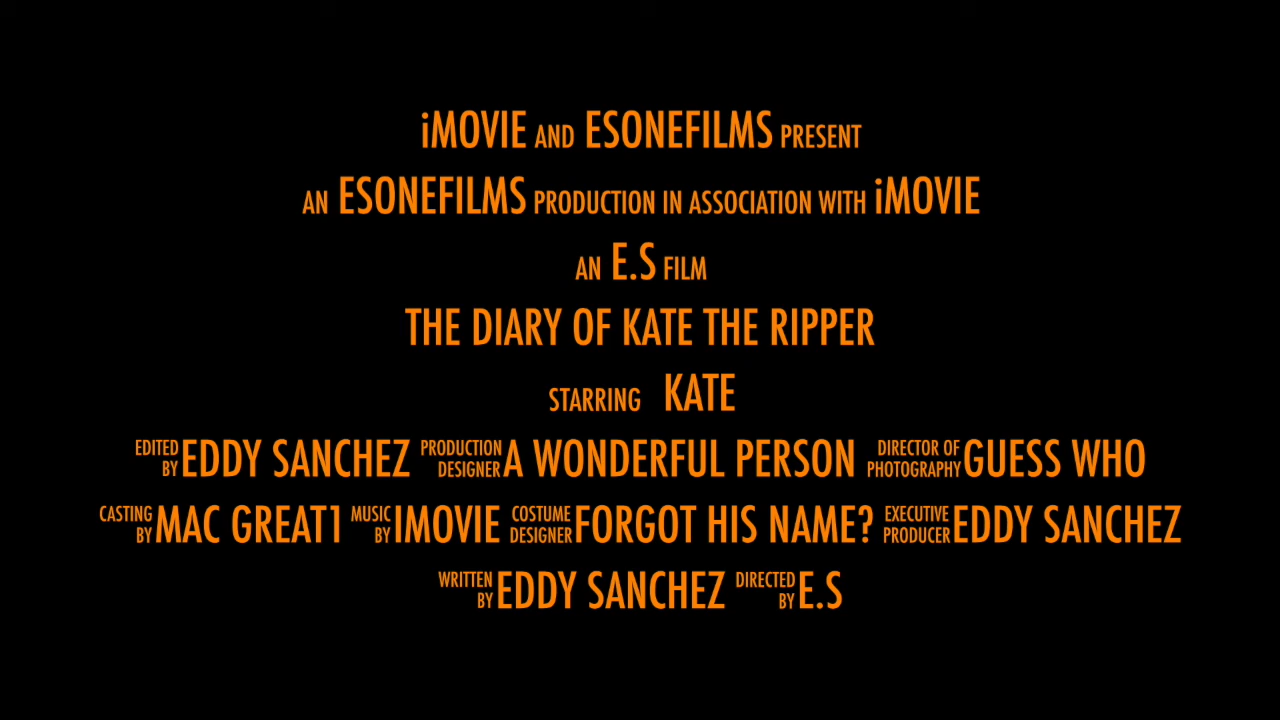 iMOVIE AND ESONEFILMS PRESENT
AN ESONEFILMS PRODUCTION IN ASSOCIATION WITH iMOVIE
AN E.S FILM
THE DIARY OF KATE THE RIPPER
STARRING KATE
EDITED BY EDDY SANCHEZ PRODUCTION DESIGNER A WONDERFUL PERSON DIRECTOR OF PHOTOGRAPHY GUESS WHO
CASTING BY MAC GREAT1 MUSIC BY IMOVIE COSTUME DESIGNER FORGOT HIS NAME? EXECUTIVE PRODUCER EDDY SANCHEZ
WRITTEN BY EDDY SANCHEZ DIRECTED BY E.S